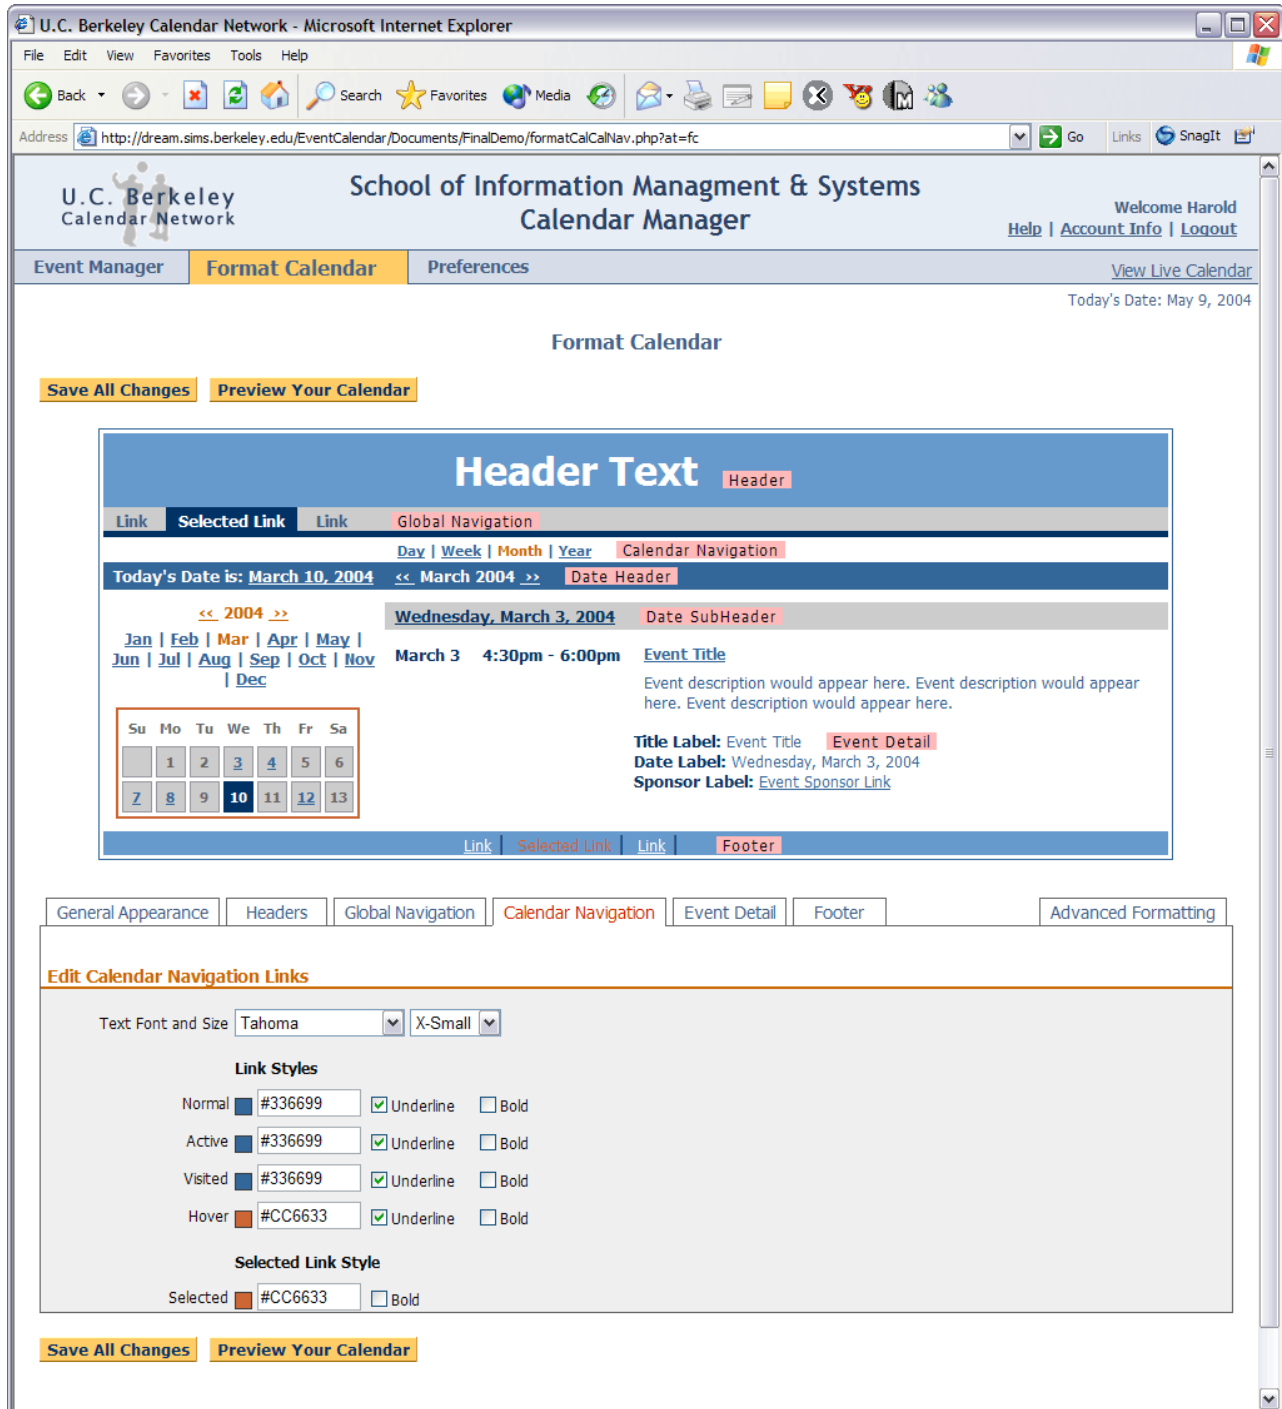 U.C. Berkeley Calendar Network - Microsoft Internet Explorer
File Edit View Favorites Tools Help
Back Search Favorites Media
Address http://dream.sims.berkeley.edu/EventCalendar/Documents/FinalDemo/formatCalCalNav.php?at=fc Go Links SnagIt
U.C. Berkeley
Calendar Network
School of Information Managment & Systems
Calendar Manager
Welcome Harold
Help | Account Info | Logout
Event Manager Format Calendar Preferences View Live Calendar
Today's Date: May 9, 2004
Format Calendar
Save All Changes Preview Your Calendar
Header Text Header
Link Selected Link Link Global Navigation
Day | Week | Month | Year Calendar Navigation
Today's Date is: March 10, 2004 << March 2004 >> Date Header
<< 2004 >>
Jan | Feb | Mar | Apr | May |
Jun | Jul | Aug | Sep | Oct | Nov
| Dec
Su Mo Tu We Th Fr Sa
1 2 3 4 5 6
7 8 9 10 11 12 13
Wednesday, March 3, 2004 Date SubHeader
March 3 4:30pm - 6:00pm Event Title
Event description would appear here. Event description would appear
here. Event description would appear here.
Title Label: Event Title Event Detail
Date Label: Wednesday, March 3, 2004
Sponsor Label: Event Sponsor Link
Link | Selected Link | Link | Footer
General Appearance Headers Global Navigation Calendar Navigation Event Detail Footer Advanced Formatting
Edit Calendar Navigation Links
Text Font and Size Tahoma X-Small
Link Styles
Normal #336699 Underline Bold
Active #336699 Underline Bold
Visited #336699 Underline Bold
Hover #CC6633 Underline Bold
Selected Link Style
Selected #CC6633 Bold
Save All Changes Preview Your Calendar